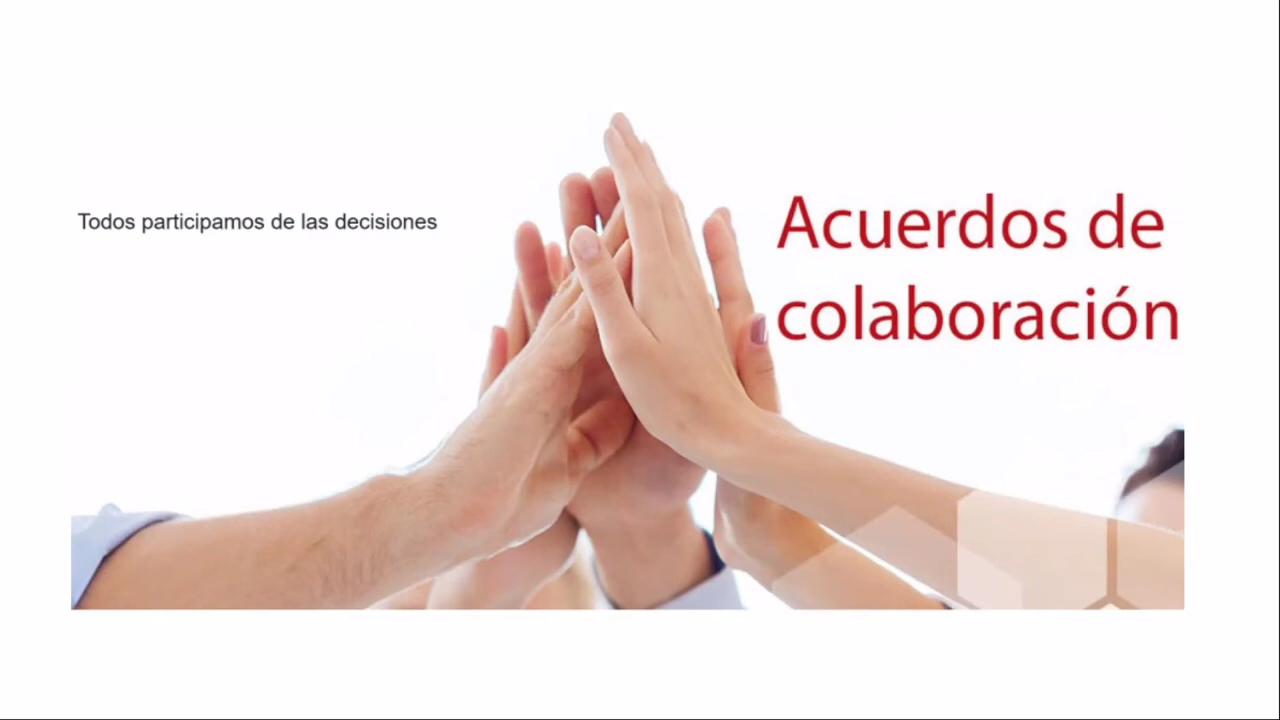 Todos participamos de las decisiones
Acuerdos de
colaboración